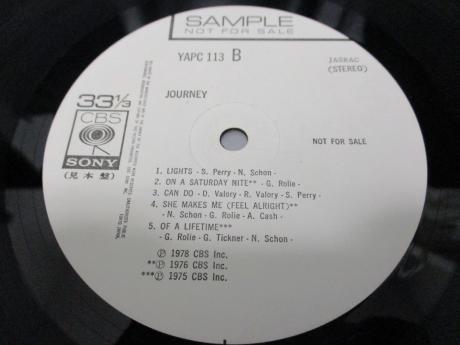 SAMPLE
NOT FOR SALE
YAPC 113 B
JASRAC
(STEREO)
33 1/3
JOURNEY
CBS
SONY
(見本盤)
NOT FOR SALE
1. LIGHTS - S. Perry - N. Schon -
2. ON A SATURDAY NITE** - G. Rolie -
3. CAN DO - D. Valory - R. Valory - S. Perry -
4. SHE MAKES ME (FEEL ALRIGHT)**
- N. Schon - G. Rolie - A. Cash -
5. OF A LIFETIME***
- G. Rolie - G. Tickner - N. Schon -
℗ 1978 CBS Inc.
**℗ 1976 CBS Inc.
***℗ 1975 CBS Inc.